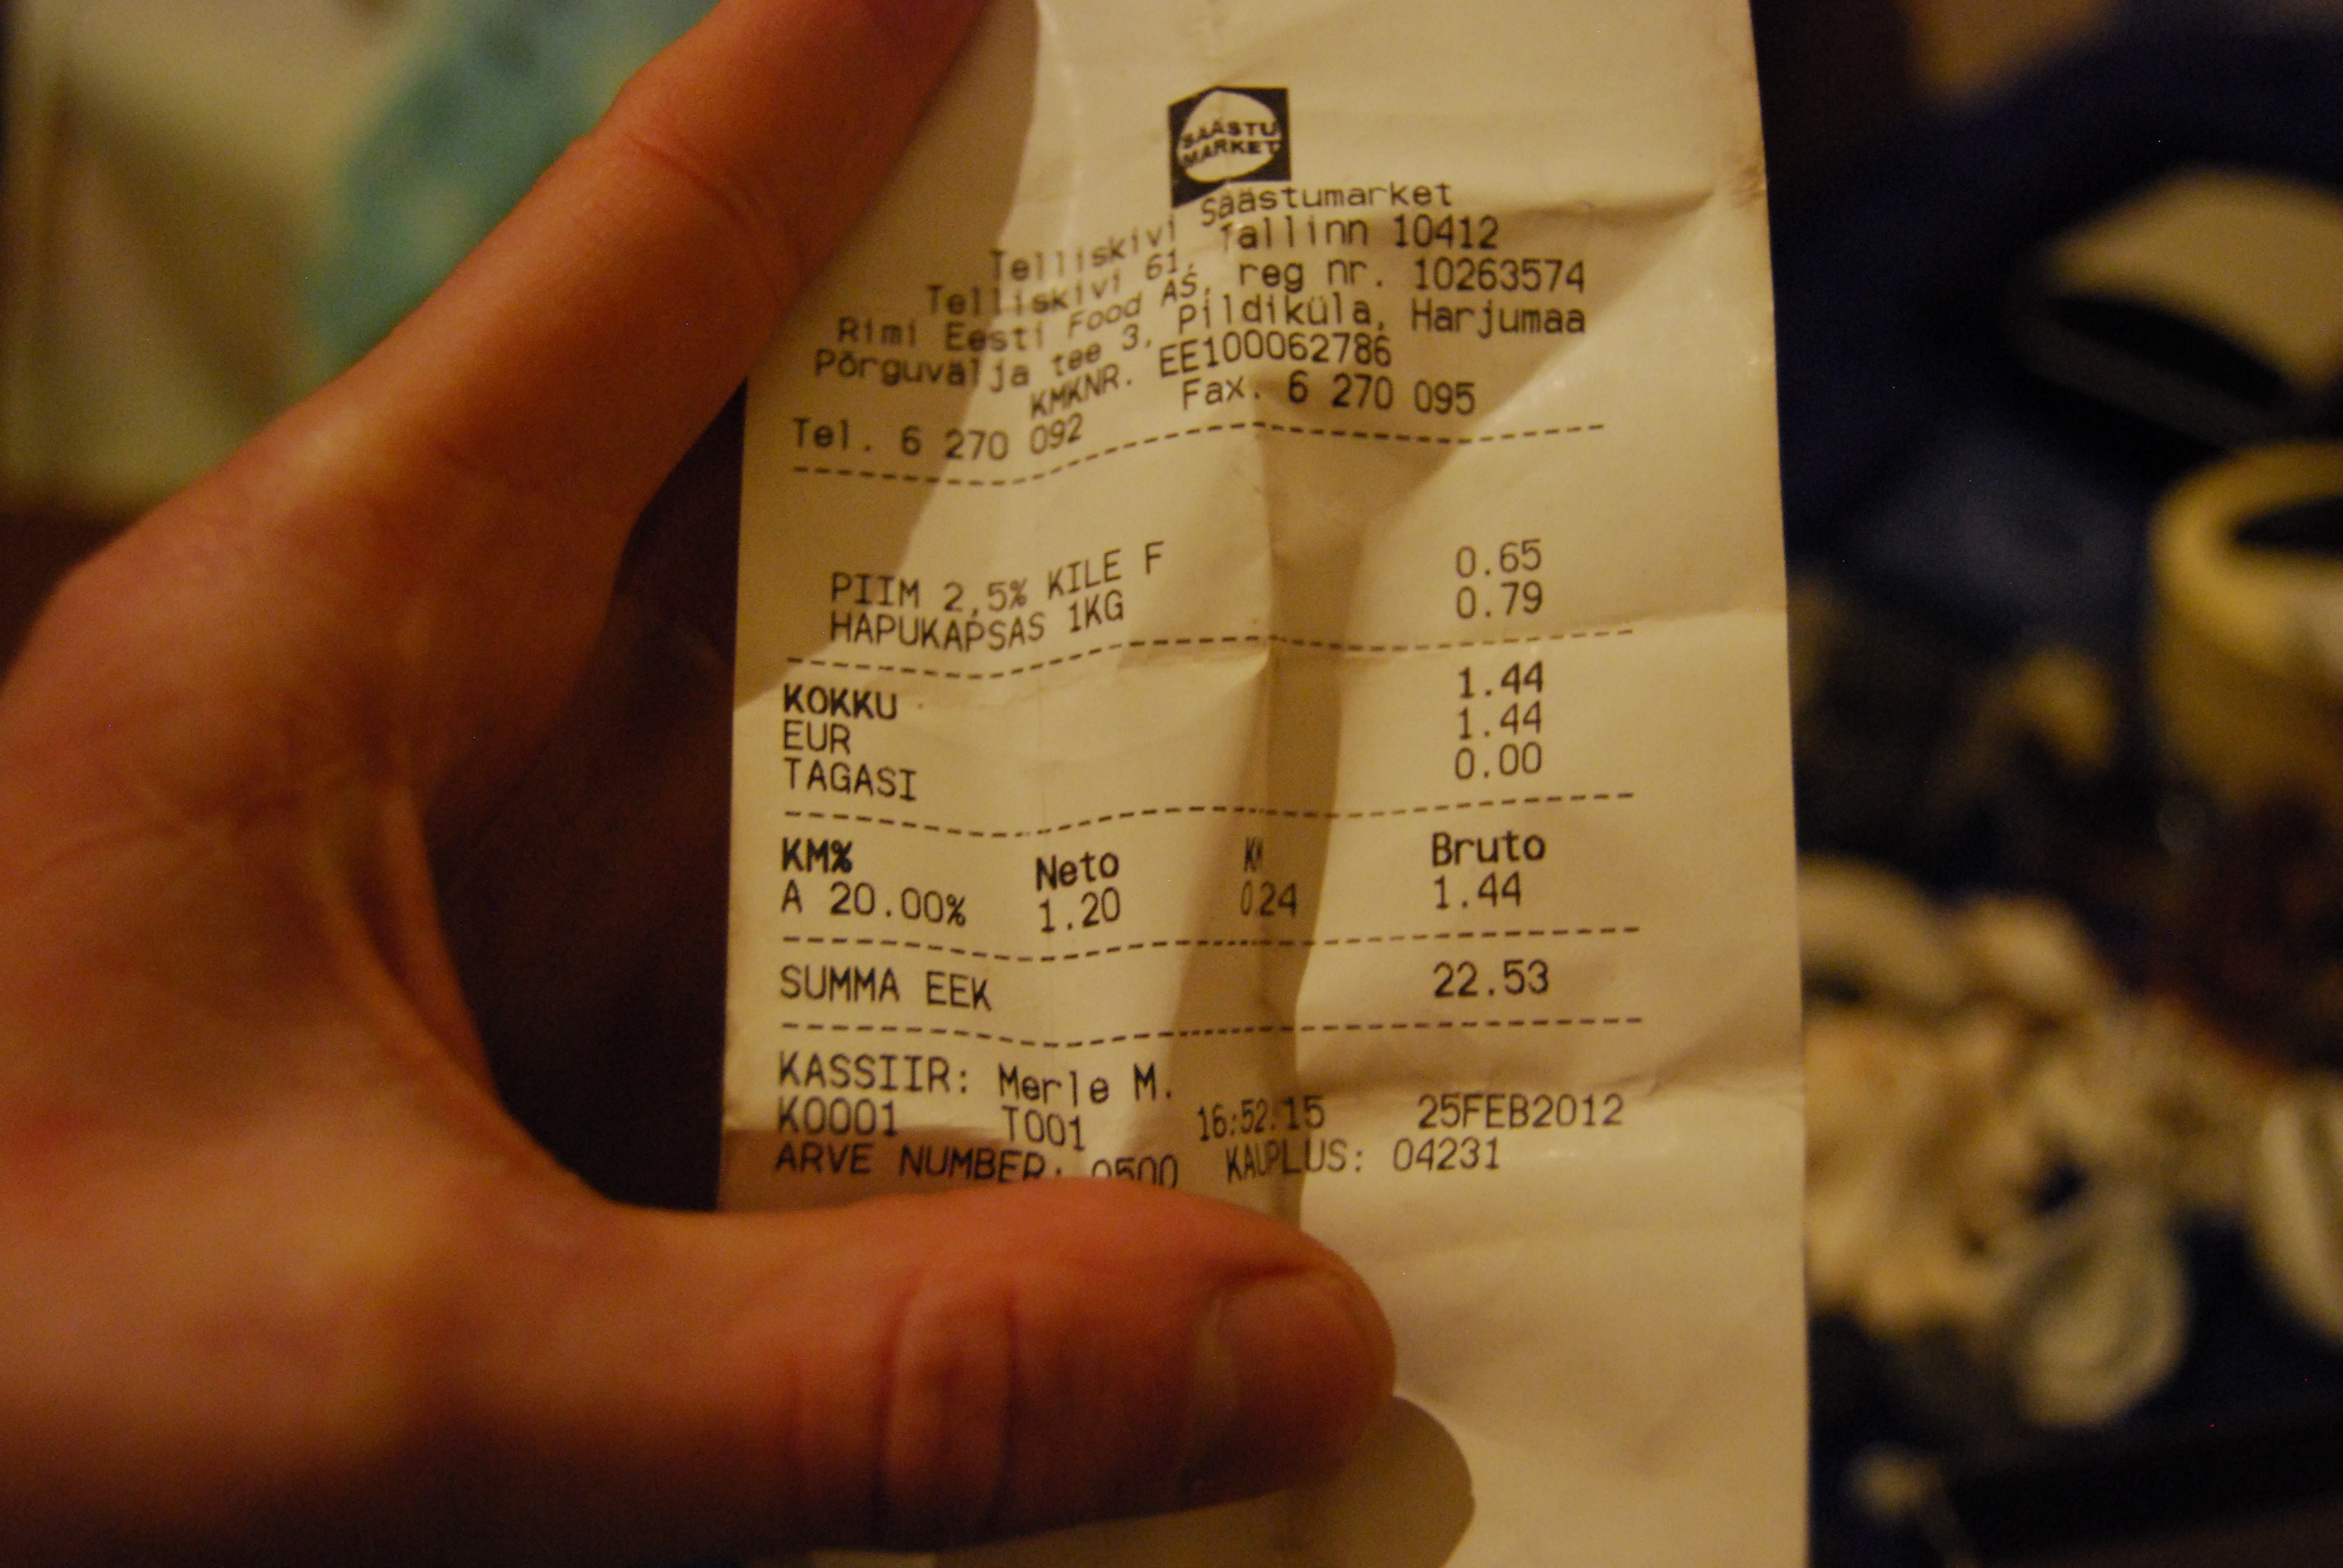 SÄÄSTU
MARKET
Telliskivi Säästumarket
Telliskivi 61, Tallinn 10412
Rimi Eesti Food AS, reg nr. 10263574
Põrguvälja tee 3, Pildiküla, Harjumaa
KMKNR. EE100062786
Tel. 6 270 092 Fax. 6 270 095
PIIM 2,5% KILE F 0.65
HAPUKAPSAS 1KG 0.79
KOKKU 1.44
EUR 1.44
TAGASI 0.00
KM% Neto KM Bruto
A 20.00% 1.20 0.24 1.44
SUMMA EEK 22.53
KASSIIR: Merle M.
K0001 T001 16:52:15 25FEB2012
ARVE NUMBER: 0500 KAUPLUS: 04231